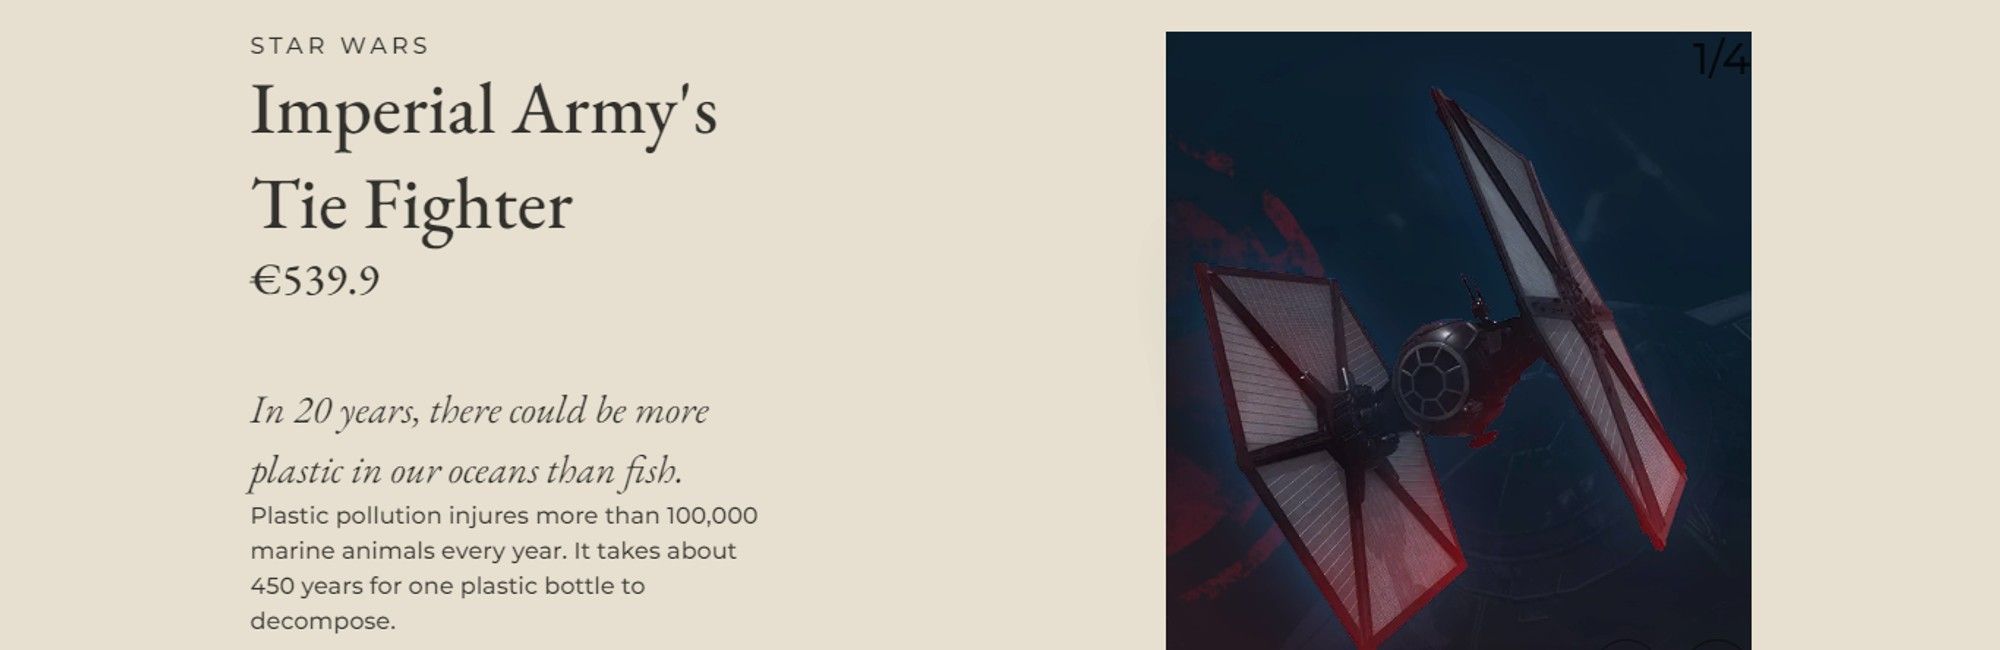 STAR WARS
Imperial Army's
Tie Fighter
€539.9
In 20 years, there could be more
plastic in our oceans than fish.
Plastic pollution injures more than 100,000
marine animals every year. It takes about
450 years for one plastic bottle to
decompose.
1/4